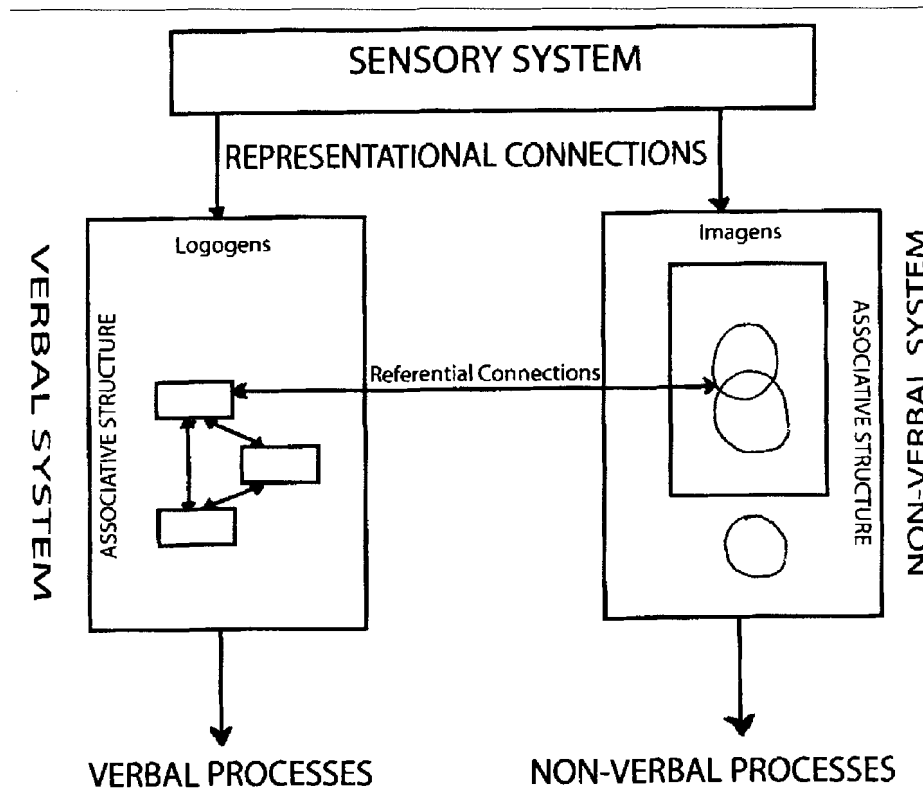 SENSORY SYSTEM
REPRESENTATIONAL CONNECTIONS
VERBAL SYSTEM
Logogens
ASSOCIATIVE STRUCTURE
Referential Connections
Imagens
ASSOCIATIVE STRUCTURE
NON-VERBAL SYSTEM
VERBAL PROCESSES
NON-VERBAL PROCESSES